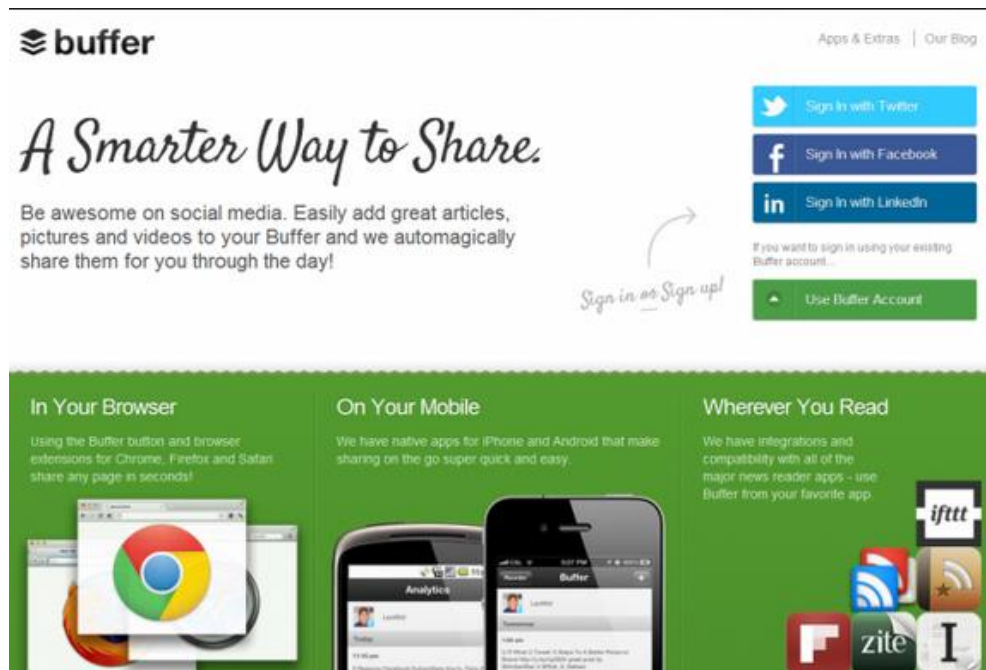 buffer
Apps & Extras | Our Blog
A Smarter Way to Share.
Be awesome on social media. Easily add great articles,
pictures and videos to your Buffer and we automagically
share them for you through the day!
Sign In with Twitter
Sign In with Facebook
Sign In with LinkedIn
If you want to sign in using your existing
Buffer account...
Sign in or Sign up!
Use Buffer Account
In Your Browser
Using the Buffer button and browser
extensions for Chrome, Firefox and Safari
share any page in seconds!
On Your Mobile
We have native apps for iPhone and Android that make
sharing on the go super quick and easy.
Wherever You Read
We have integrations and
compatibility with all of the
major news reader apps - use
Buffer from your favorite app.
ifttt
Analytics
Today
Buffer
Tomorrow
zite
I